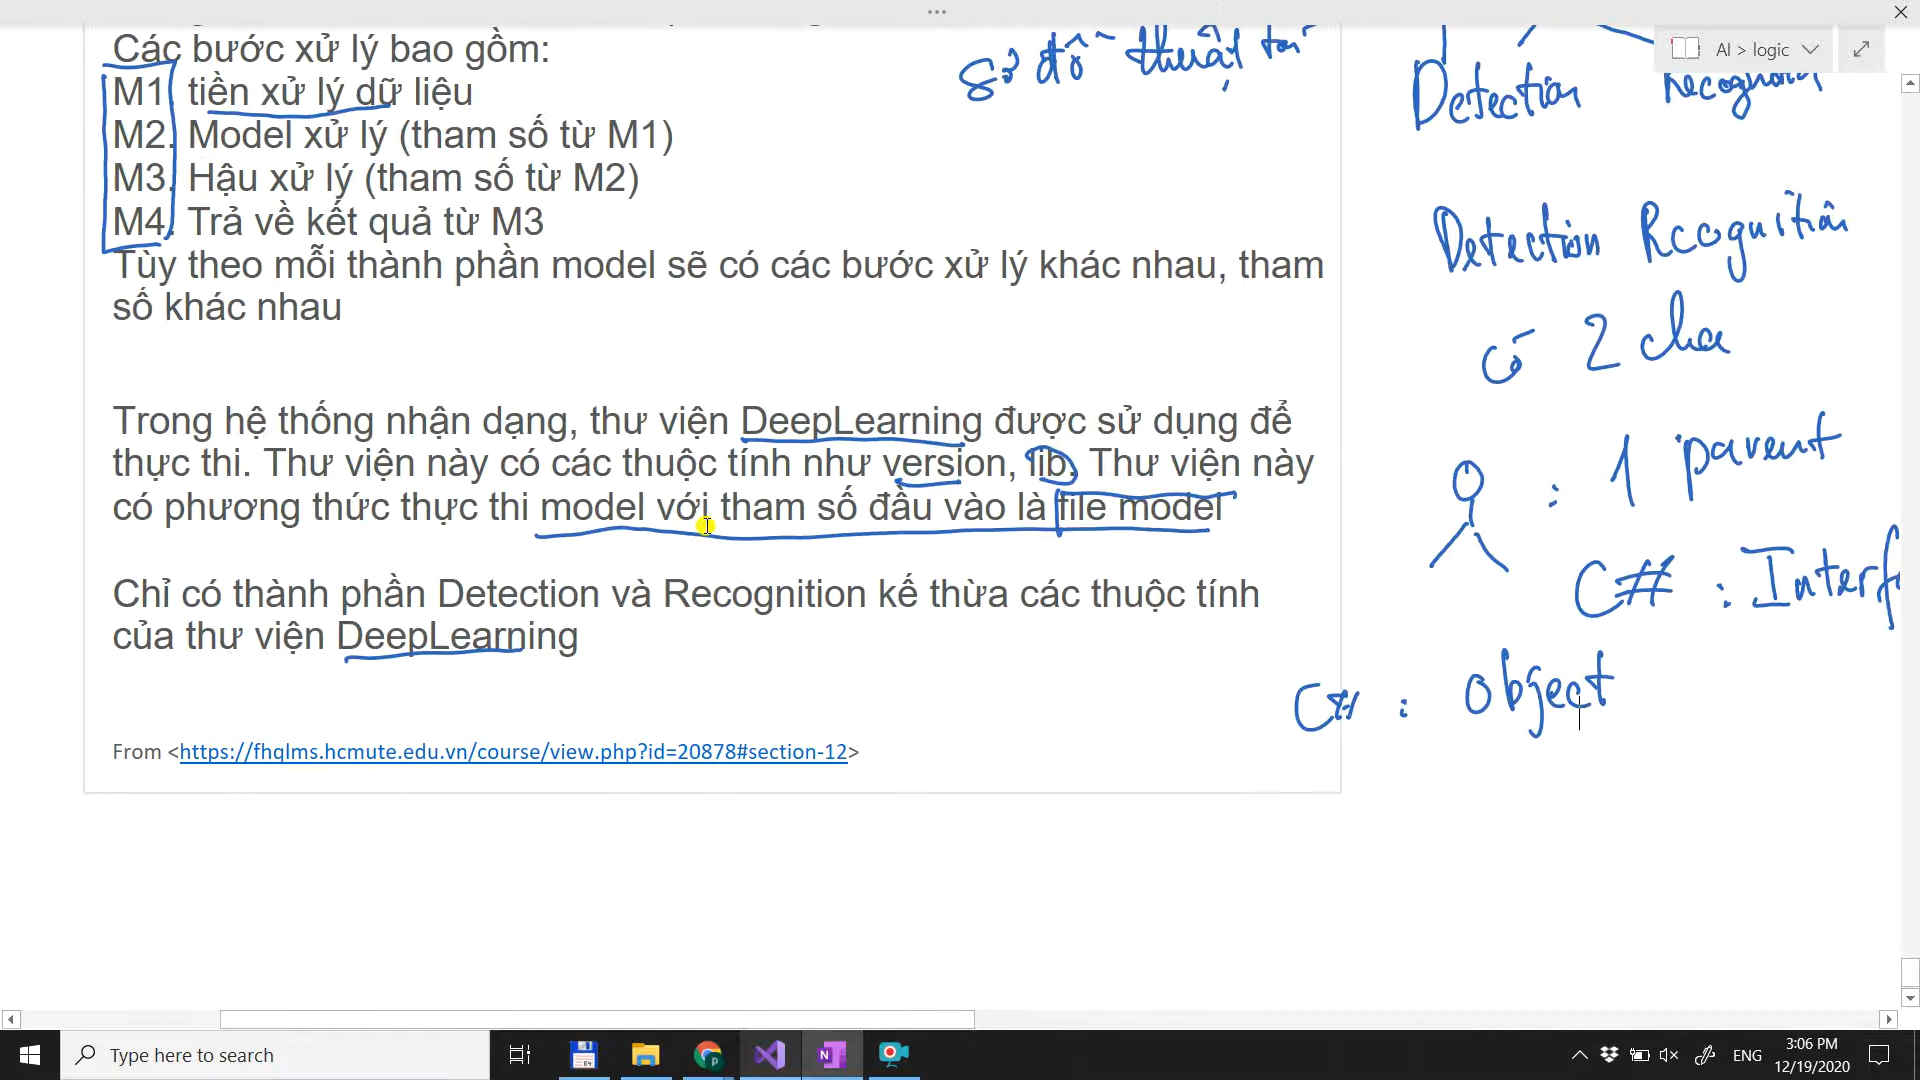 Các bước xử lý bao gồm:
M1. tiền xử lý dữ liệu
M2. Model xử lý (tham số từ M1)
M3. Hậu xử lý (tham số từ M2)
M4. Trả về kết quả từ M3
Tùy theo mỗi thành phần model sẽ có các bước xử lý khác nhau, tham
số khác nhau
Trong hệ thống nhận dạng, thư viện DeepLearning được sử dụng để
thực thi. Thư viện này có các thuộc tính như version, lib. Thư viện này
có phương thức thực thi model với tham số đầu vào là file model
Chỉ có thành phần Detection và Recognition kế thừa các thuộc tính
của thư viện DeepLearning
From <https://fhqlms.hcmute.edu.vn/course/view.php?id=20878#section-12>
sơ đồ thuật
AI > logic
Detection Recognition
Detection Recognition
có 2 cha
: 1 parent
C# : Interf
C# : object
Type here to search
ENG
3:06 PM
12/19/2020